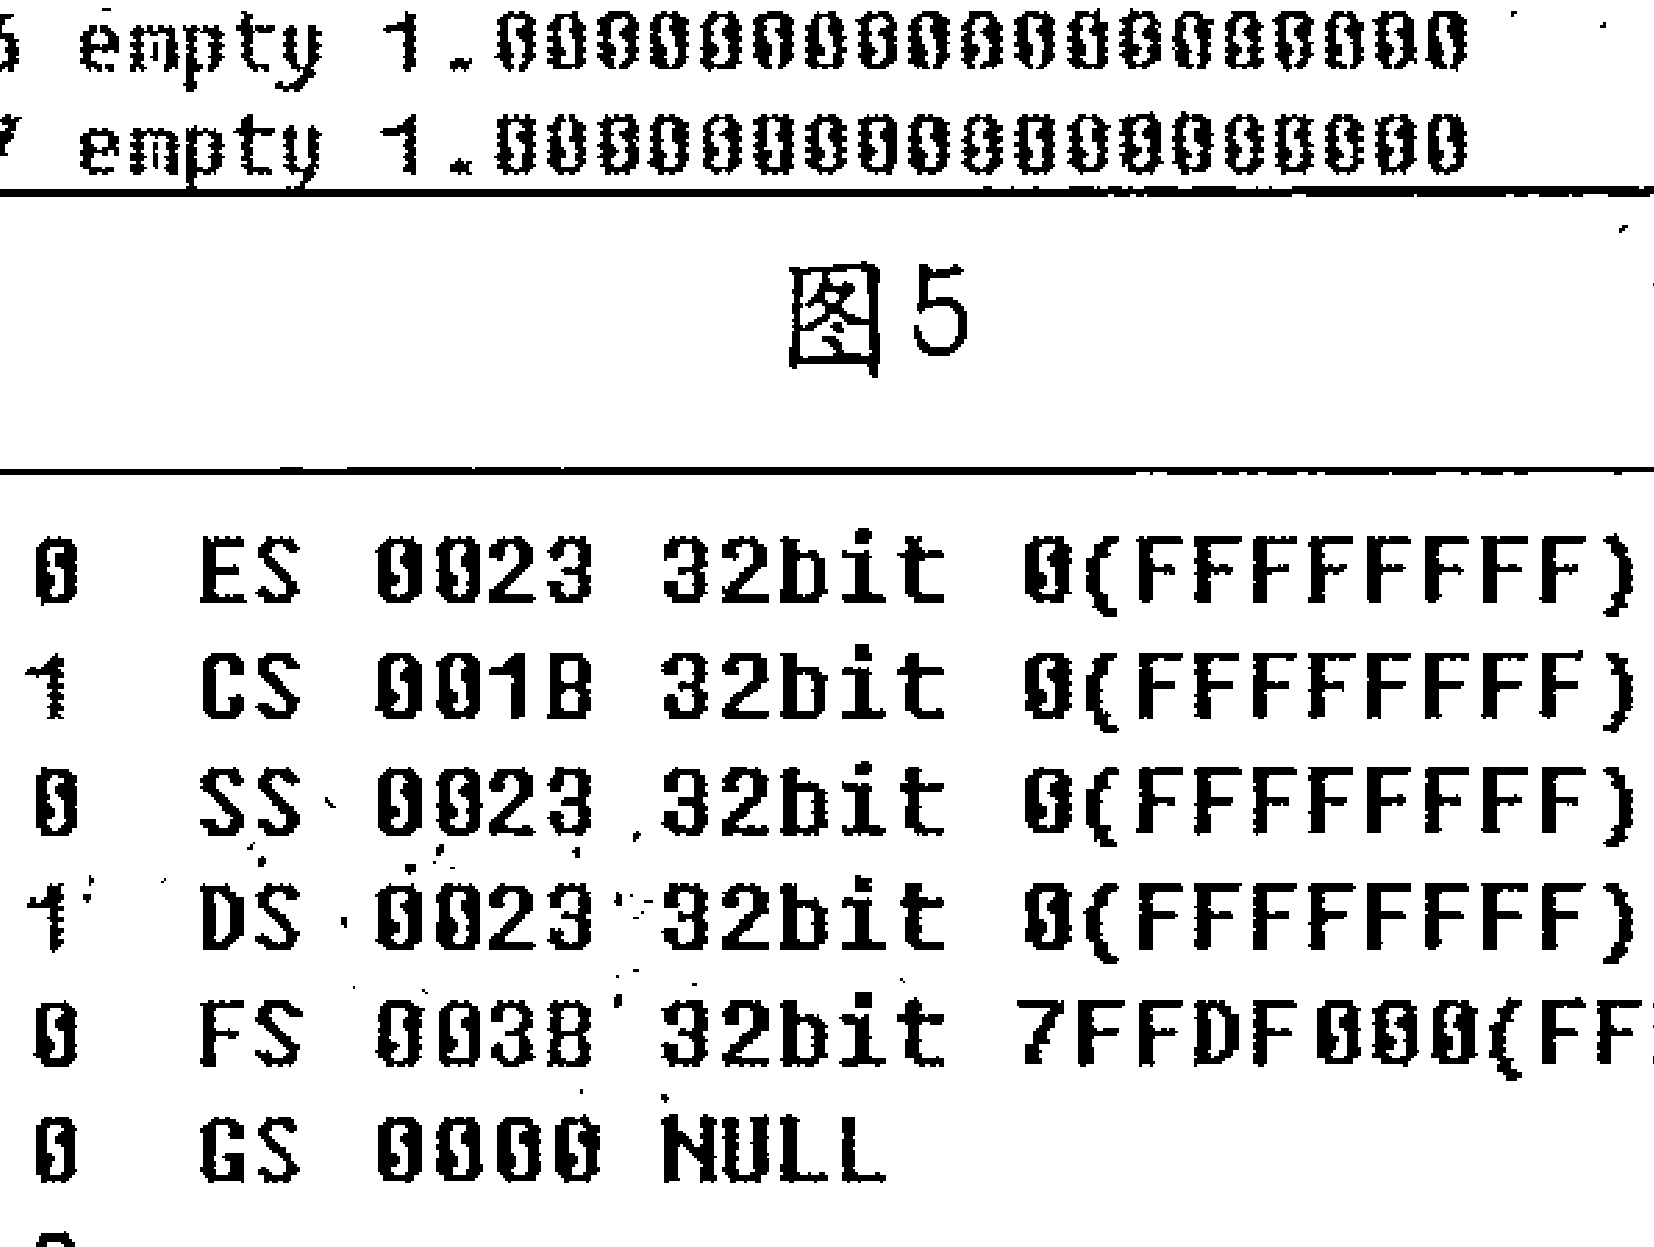 6 empty 1.0000000000000000000
7 empty 1.0000000000000000000
图5
0 ES 0023 32bit 0(FFFFFFFF)
1 CS 001B 32bit 0(FFFFFFFF)
0 SS 0023 32bit 0(FFFFFFFF)
1 DS 0023 32bit 0(FFFFFFFF)
0 FS 003B 32bit 7FFDF000(FF
0 GS 0000 NULL